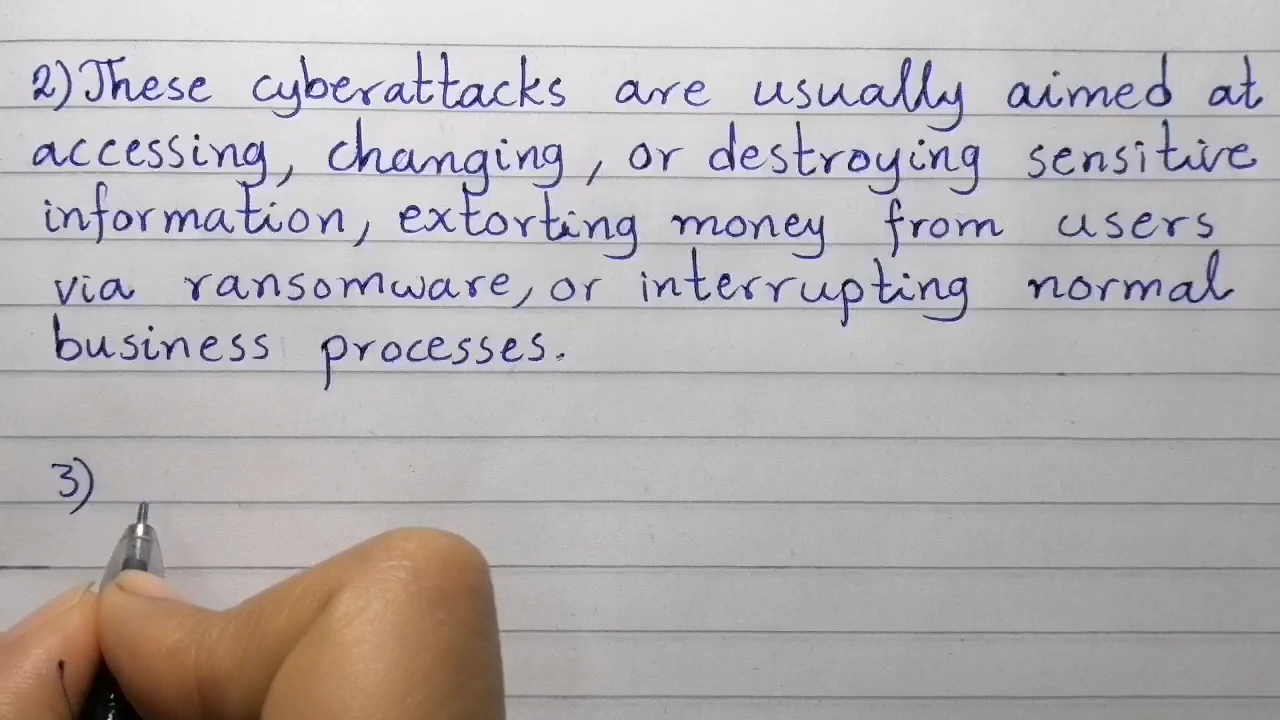 2) These cyberattacks are usually aimed at
accessing, changing, or destroying sensitive
information, extorting money from users
via ransomware, or interrupting normal
business processes.
3)